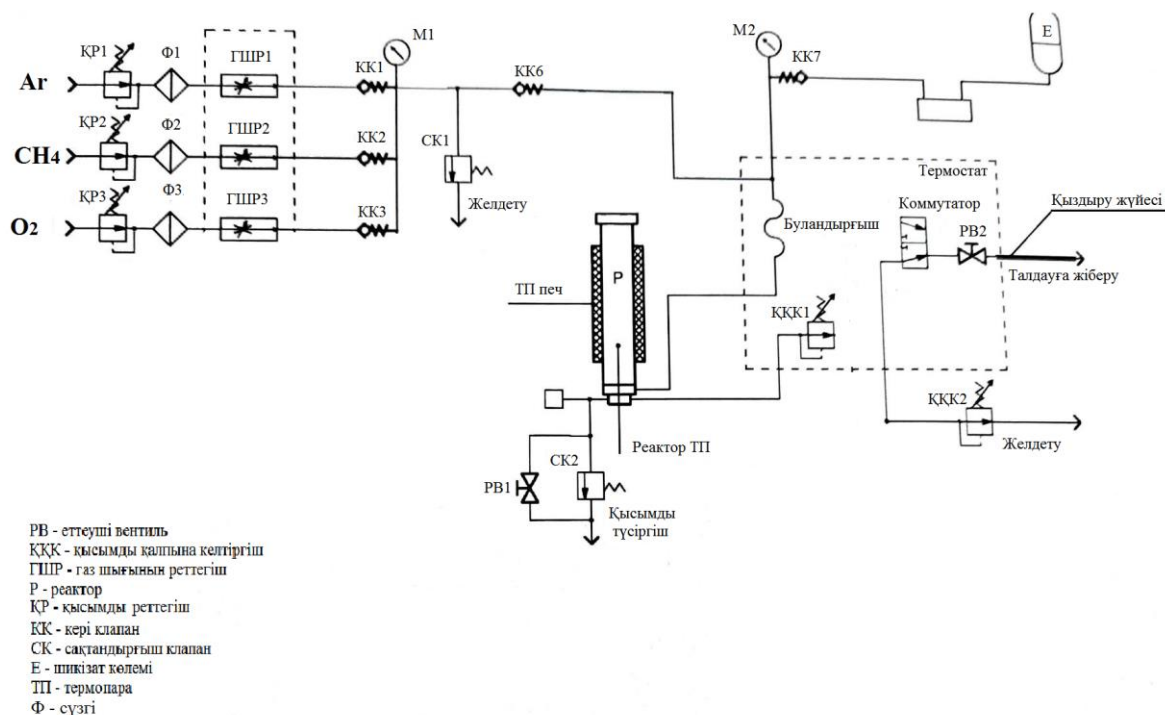 М1
М2
Е
ҚР1
Ф1
ГШР1
КК1
КК6
КК7
Ar
ҚР2
Ф2
ГШР2
КК2
СК1
CH4
ҚР3
Ф3
ГШР3
КК3
Желдету
O2
Термостат
Коммутатор
Қыздыру жүйесі
Буландырғыш
РВ2
Талдауға жіберу
Р
ТП печ
ҚҚК1
ҚҚК2
Желдету
Реактор ТП
СК2
РВ1
Қысымды
түсіргіш
РВ - еттеуші вентиль
ҚҚК - қысымды қалпына келтіргіш
ГШР - газ шығынын реттегіш
Р - реактор
ҚР - қысымды реттегіш
КК - кері клапан
СК - сақтандырғыш клапан
Е - шикізат көлемі
ТП - термопара
Ф - сүзгі